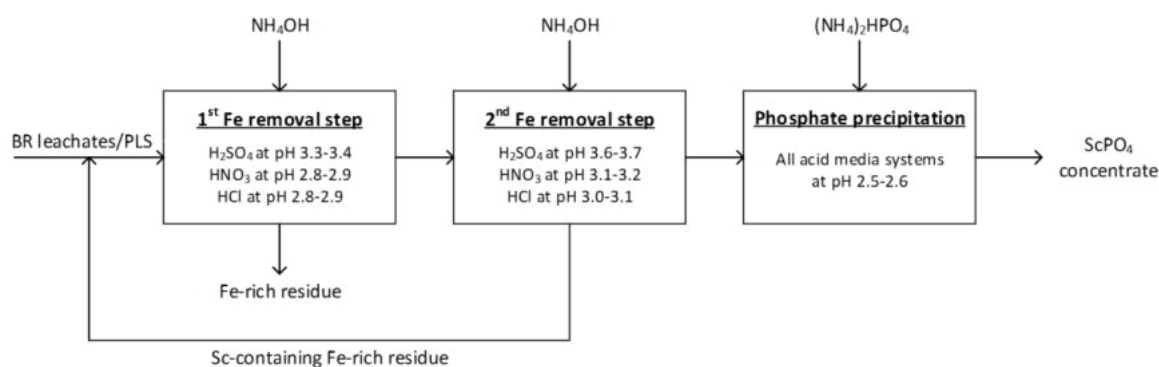 NH₄OH
NH₄OH
(NH₄)₂HPO₄
BR leachates/PLS
1st Fe removal step
H₂SO₄ at pH 3.3-3.4
HNO₃ at pH 2.8-2.9
HCl at pH 2.8-2.9
2nd Fe removal step
H₂SO₄ at pH 3.6-3.7
HNO₃ at pH 3.1-3.2
HCl at pH 3.0-3.1
Phosphate precipitation
All acid media systems
at pH 2.5-2.6
ScPO₄
concentrate
Fe-rich residue
Sc-containing Fe-rich residue